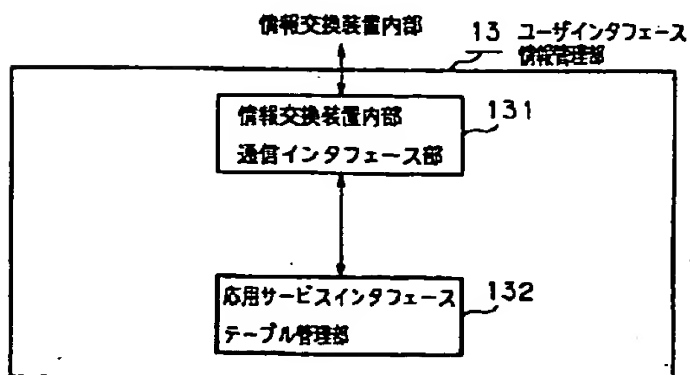 情報交換装置内部
13 ユーザインタフェース
情報管理部
情報交換装置内部
通信インタフェース部
131
応用サービスインタフェース
テーブル管理部
132